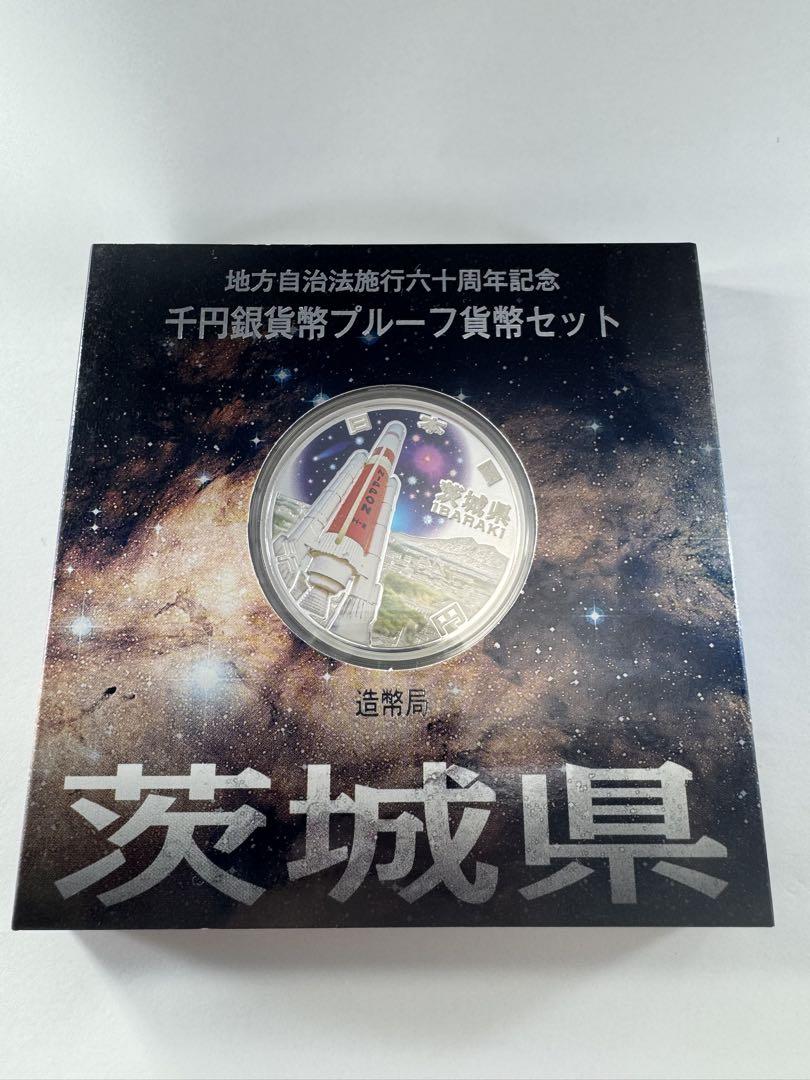 地方自治法施行六十周年記念
千円銀貨幣プルーフ貨幣セット
日本国
NIPPON
茨城県
IBARAKI
円
造幣局
茨城県